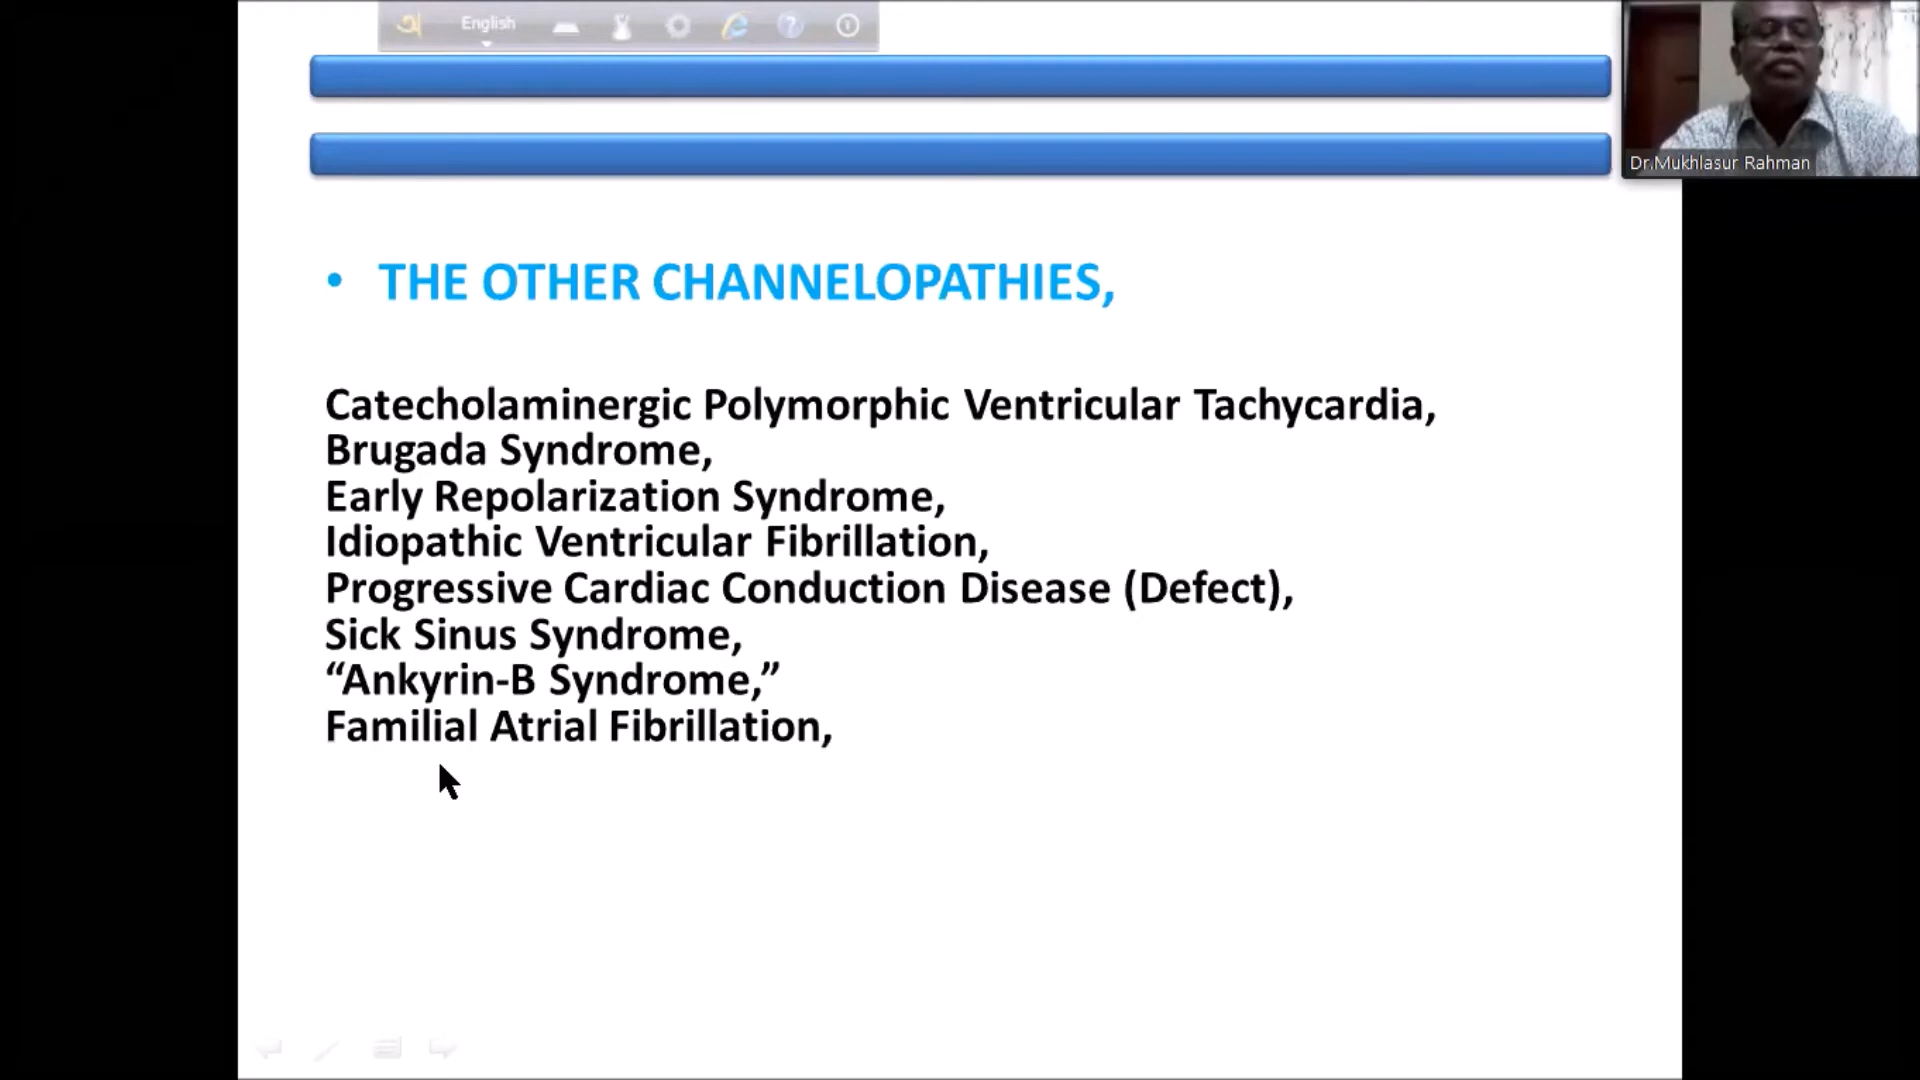 English
Dr.Mukhlasur Rahman
• THE OTHER CHANNELOPATHIES,
Catecholaminergic Polymorphic Ventricular Tachycardia,
Brugada Syndrome,
Early Repolarization Syndrome,
Idiopathic Ventricular Fibrillation,
Progressive Cardiac Conduction Disease (Defect),
Sick Sinus Syndrome,
“Ankyrin-B Syndrome,”
Familial Atrial Fibrillation,